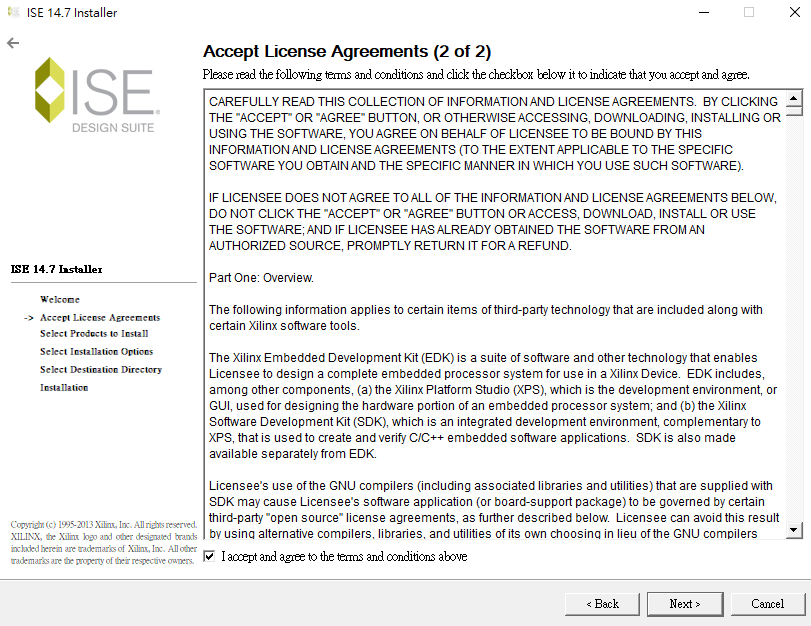 ISE 14.7 Installer
ISE
DESIGN SUITE
Accept License Agreements (2 of 2)
Please read the following terms and conditions and click the checkbox below it to indicate that you accept and agree.
CAREFULLY READ THIS COLLECTION OF INFORMATION AND LICENSE AGREEMENTS.  BY CLICKING
THE "ACCEPT" OR "AGREE" BUTTON, OR OTHERWISE ACCESSING, DOWNLOADING, INSTALLING OR
USING THE SOFTWARE, YOU AGREE ON BEHALF OF LICENSEE TO BE BOUND BY THIS
INFORMATION AND LICENSE AGREEMENTS (TO THE EXTENT APPLICABLE TO THE SPECIFIC
SOFTWARE YOU OBTAIN AND THE SPECIFIC MANNER IN WHICH YOU USE SUCH SOFTWARE).
IF LICENSEE DOES NOT AGREE TO ALL OF THE INFORMATION AND LICENSE AGREEMENTS BELOW,
DO NOT CLICK THE "ACCEPT" OR "AGREE" BUTTON OR ACCESS, DOWNLOAD, INSTALL OR USE
THE SOFTWARE; AND IF LICENSEE HAS ALREADY OBTAINED THE SOFTWARE FROM AN
AUTHORIZED SOURCE, PROMPTLY RETURN IT FOR A REFUND.
Part One: Overview.
The following information applies to certain items of third-party technology that are included along with
certain Xilinx software tools.
The Xilinx Embedded Development Kit (EDK) is a suite of software and other technology that enables
Licensee to design a complete embedded processor system for use in a Xilinx Device.  EDK includes,
among other components, (a) the Xilinx Platform Studio (XPS), which is the development environment, or
GUI, used for designing the hardware portion of an embedded processor system; and (b) the Xilinx
Software Development Kit (SDK), which is an integrated development environment, complementary to
XPS, that is used to create and verify C/C++ embedded software applications.  SDK is also made
available separately from EDK.
Licensee's use of the GNU compilers (including associated libraries and utilities) that are supplied with
SDK may cause Licensee's software application (or board-support package) to be governed by certain
third-party "open source" license agreements, as further described below.  Licensee can avoid this result
by using alternative compilers, libraries, and utilities of its own choosing in lieu of the GNU compilers
I accept and agree to the terms and conditions above
ISE 14.7 Installer
Welcome
-> Accept License Agreements
Select Products to Install
Select Installation Options
Select Destination Directory
Installation
Copyright (c) 1995-2013 Xilinx, Inc. All rights reserved.
XILINX, the Xilinx logo and other designated brands
included herein are trademarks of Xilinx, Inc. All other
trademarks are the property of their respective owners.
< Back
Next >
Cancel